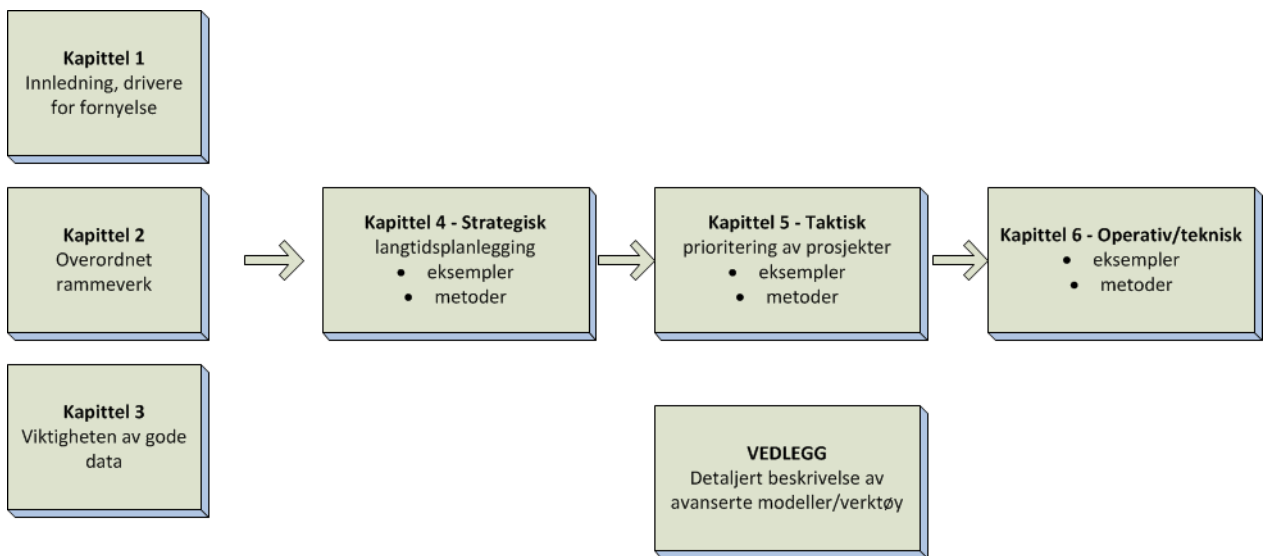 Kapittel 1
Innledning, drivere
for fornyelse
Kapittel 2
Overordnet
rammeverk
Kapittel 3
Viktigheten av gode
data
Kapittel 4 - Strategisk
langtidsplanlegging
• eksempler
• metoder
Kapittel 5 - Taktisk
prioritering av prosjekter
• eksempler
• metoder
Kapittel 6 - Operativ/teknisk
• eksempler
• metoder
VEDLEGG
Detaljert beskrivelse av
avanserte modeller/verktøy